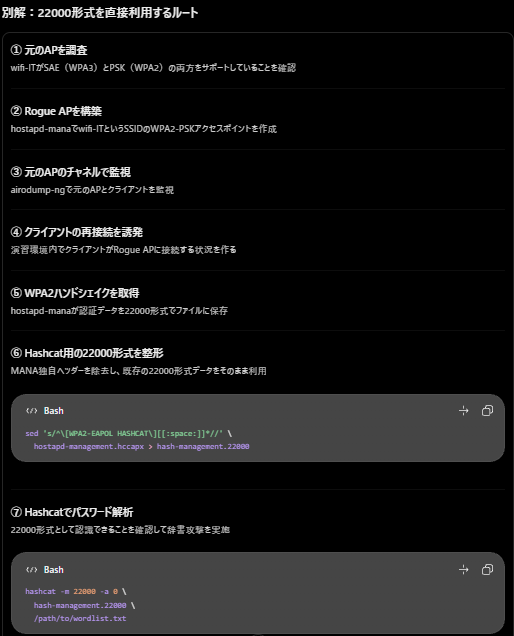 別解：22000形式を直接利用するルート
① 元のAPを調査
wifi-ITがSAE（WPA3）とPSK（WPA2）の両方をサポートしていることを確認
② Rogue APを構築
hostapd-manaでwifi-ITというSSIDのWPA2-PSKアクセスポイントを作成
③ 元のAPのチャネルで監視
airodump-ngで元のAPとクライアントを監視
④ クライアントの再接続を誘発
演習環境内でクライアントがRogue APに接続する状況を作る
⑤ WPA2ハンドシェイクを取得
hostapd-manaが認証データを22000形式でファイルに保存
⑥ Hashcat用の22000形式を整形
MANA独自ヘッダーを除去し、既存の22000形式データをそのまま利用
Bash
sed 's/^\[WPA2-EAPOL HASHCAT\][[:space:]]*//' \
hostapd-management.hccapx > hash-management.22000
⑦ Hashcatでパスワード解析
22000形式として認識できることを確認して辞書攻撃を実施
Bash
hashcat -m 22000 -a 0 \
hash-management.22000 \
/path/to/wordlist.txt